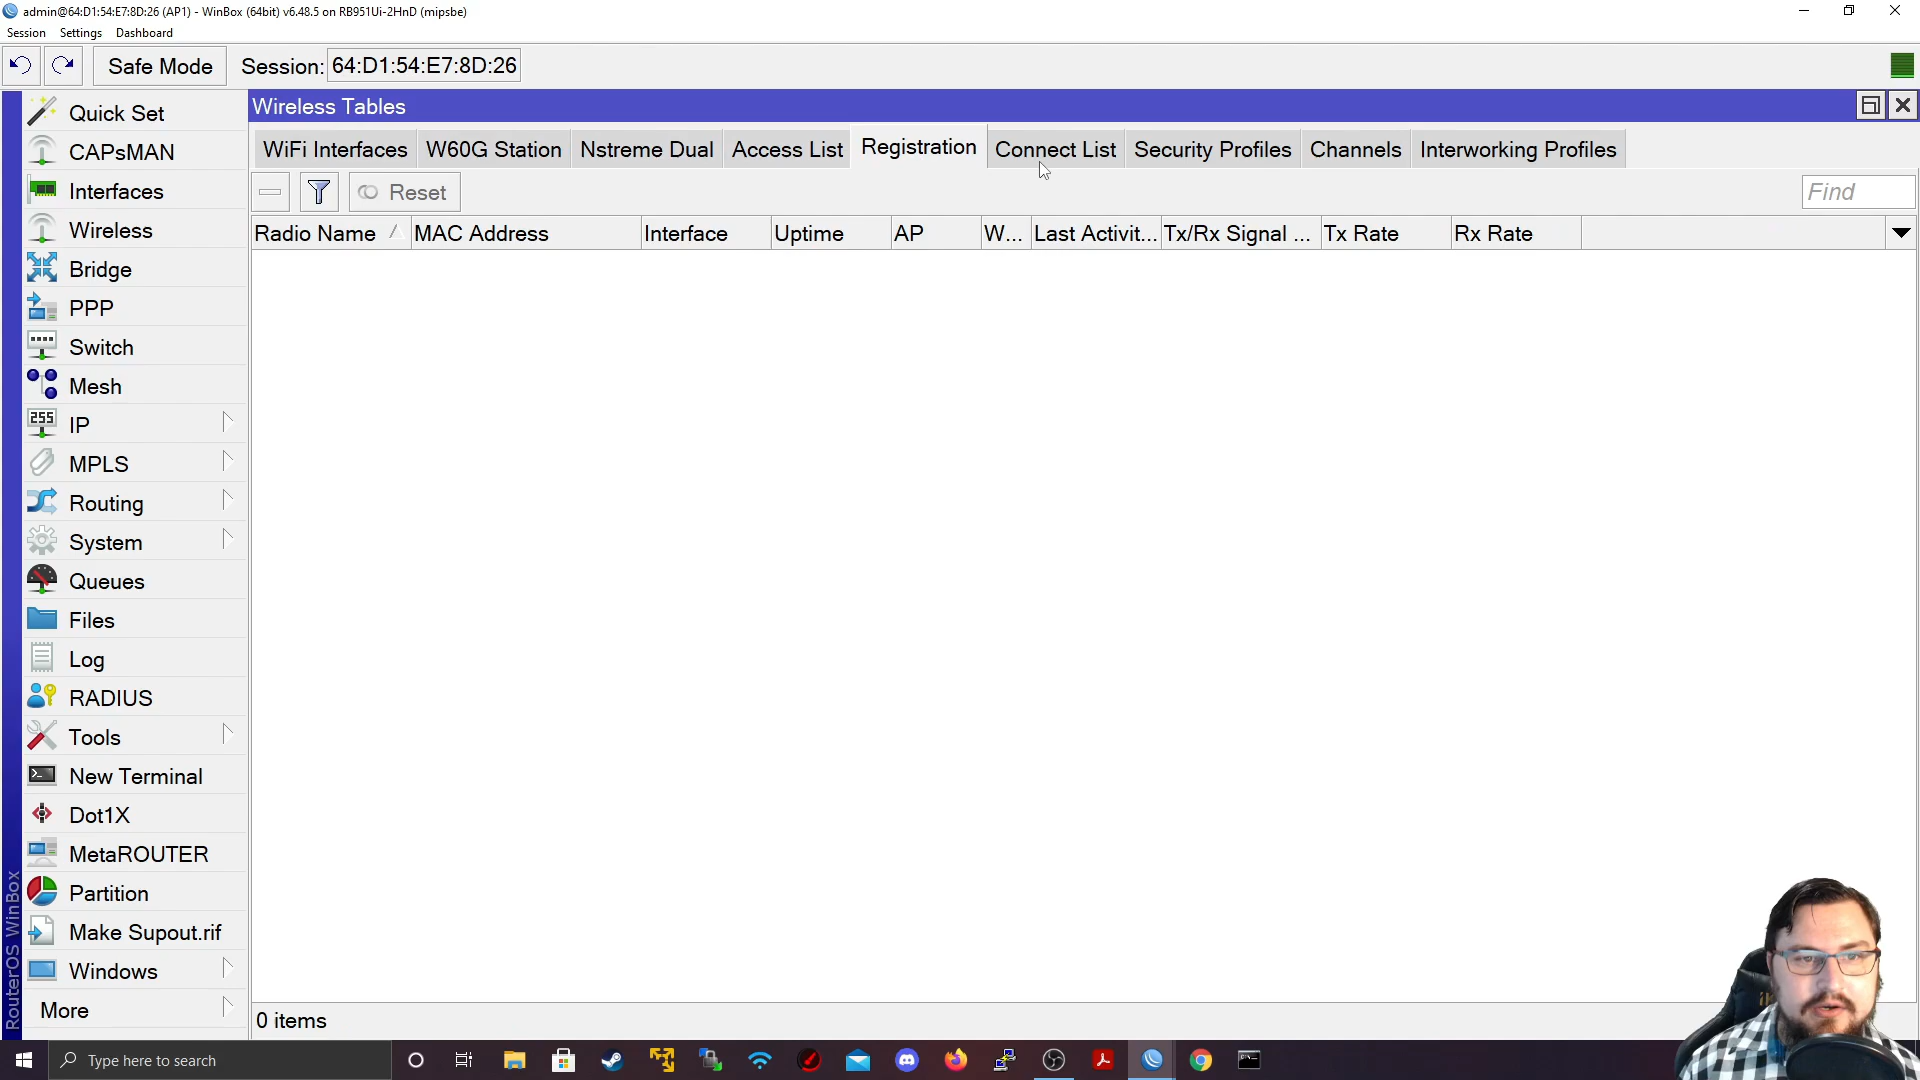 admin@64:D1:54:E7:8D:26 (AP1) - WinBox (64bit) v6.48.5 on RB951Ui-2HnD (mipsbe)
Session Settings Dashboard
Safe Mode Session: 64:D1:54:E7:8D:26
Wireless Tables
WiFi Interfaces W60G Station Nstreme Dual Access List Registration Connect List Security Profiles Channels Interworking Profiles
Reset Find
Radio Name MAC Address Interface Uptime AP W... Last Activit... Tx/Rx Signal ... Tx Rate Rx Rate
Quick Set
CAPsMAN
Interfaces
Wireless
Bridge
PPP
Switch
Mesh
255 IP
MPLS
Routing
System
Queues
Files
Log
RADIUS
Tools
New Terminal
Dot1X
MetaROUTER
Partition
Make Supout.rif
Windows
More
RouterOS WinBox
0 items
Type here to search